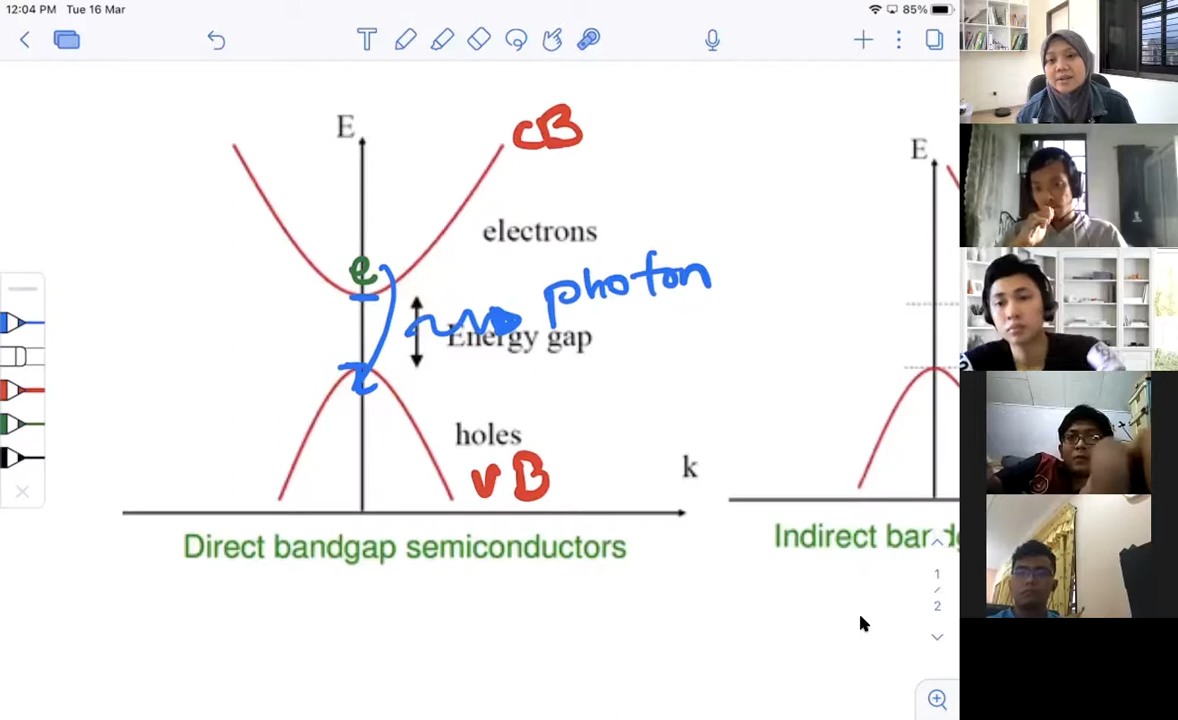 12:04 PM Tue 16 Mar
85%
T
E
CB
electrons
e
photon
Energy gap
holes
VB
k
Direct bandgap semiconductors
E
Indirect band
1
/
2